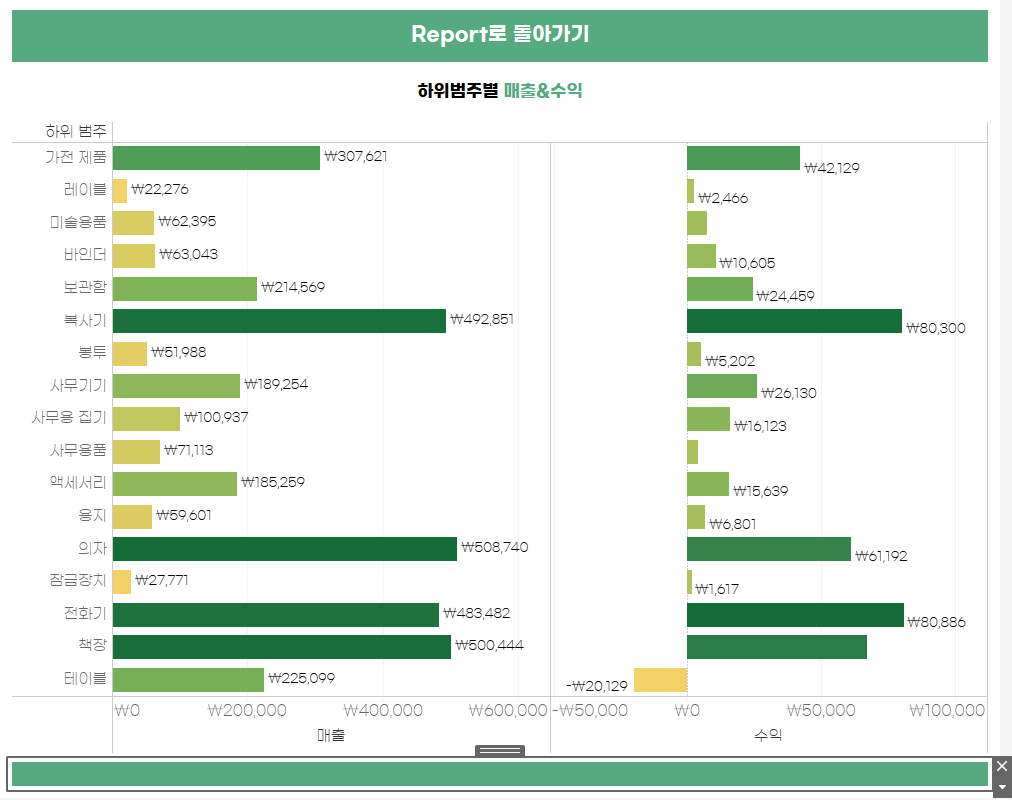 Report로 돌아가기
하위범주별 매출&수익
하위 범주
가전 제품 ₩307,621 ₩42,129
레이블 ₩22,276 ₩2,466
미술용품 ₩62,395
바인더 ₩63,043 ₩10,605
보관함 ₩214,569 ₩24,459
복사기 ₩492,851 ₩80,300
봉투 ₩51,988 ₩5,202
사무기기 ₩189,254 ₩26,130
사무용 집기 ₩100,937 ₩16,123
사무용품 ₩71,113
액세서리 ₩185,259 ₩15,639
용지 ₩59,601 ₩6,801
의자 ₩508,740 ₩61,192
잠금장치 ₩27,771 ₩1,617
전화기 ₩483,482 ₩80,886
책장 ₩500,444
테이블 ₩225,099 -₩20,129
₩0 ₩200,000 ₩400,000 ₩600,000 -₩50,000 ₩0 ₩50,000 ₩100,000
매출 수익